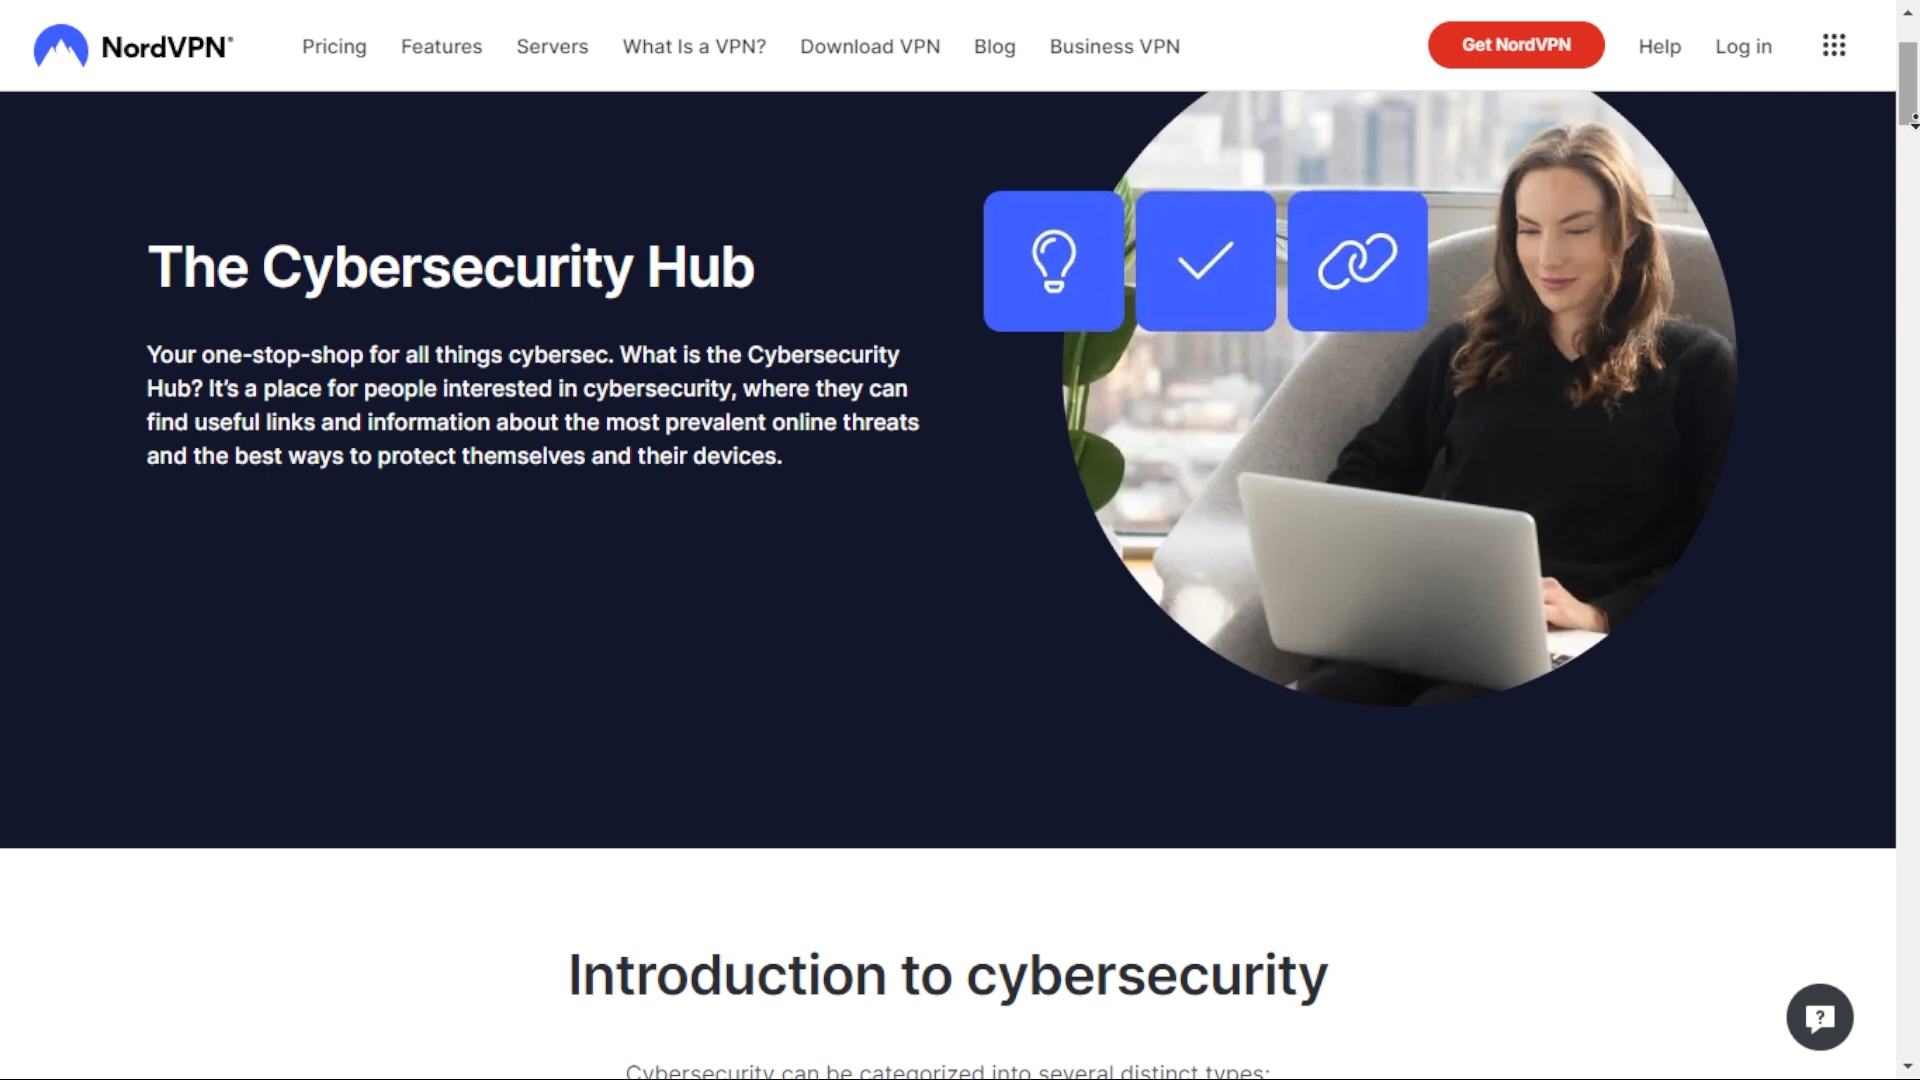 NordVPN®
Pricing
Features
Servers
What Is a VPN?
Download VPN
Blog
Business VPN
Get NordVPN
Help
Log in
The Cybersecurity Hub
Your one-stop-shop for all things cybersec. What is the Cybersecurity
Hub? It’s a place for people interested in cybersecurity, where they can
find useful links and information about the most prevalent online threats
and the best ways to protect themselves and their devices.
Introduction to cybersecurity
?
Cybersecurity can be categorized into several distinct types: